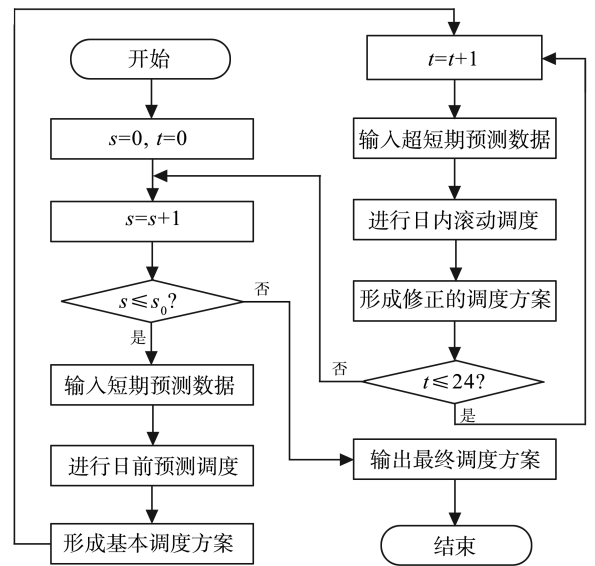 开始
s=0, t=0
s=s+1
s≤s₀?
否
是
输入短期预测数据
进行日前预测调度
形成基本调度方案
t=t+1
输入超短期预测数据
进行日内滚动调度
形成修正的调度方案
t≤24?
否
是
输出最终调度方案
结束